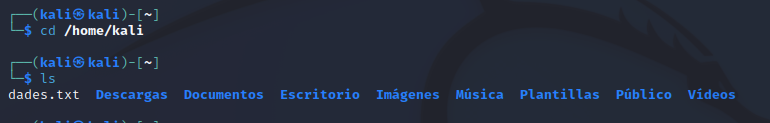 ┌──(kali㉿kali)-[~]
└─$ cd /home/kali
┌──(kali㉿kali)-[~]
└─$ ls
dades.txt  Descargas  Documentos  Escritorio  Imágenes  Música  Plantillas  Público  Vídeos